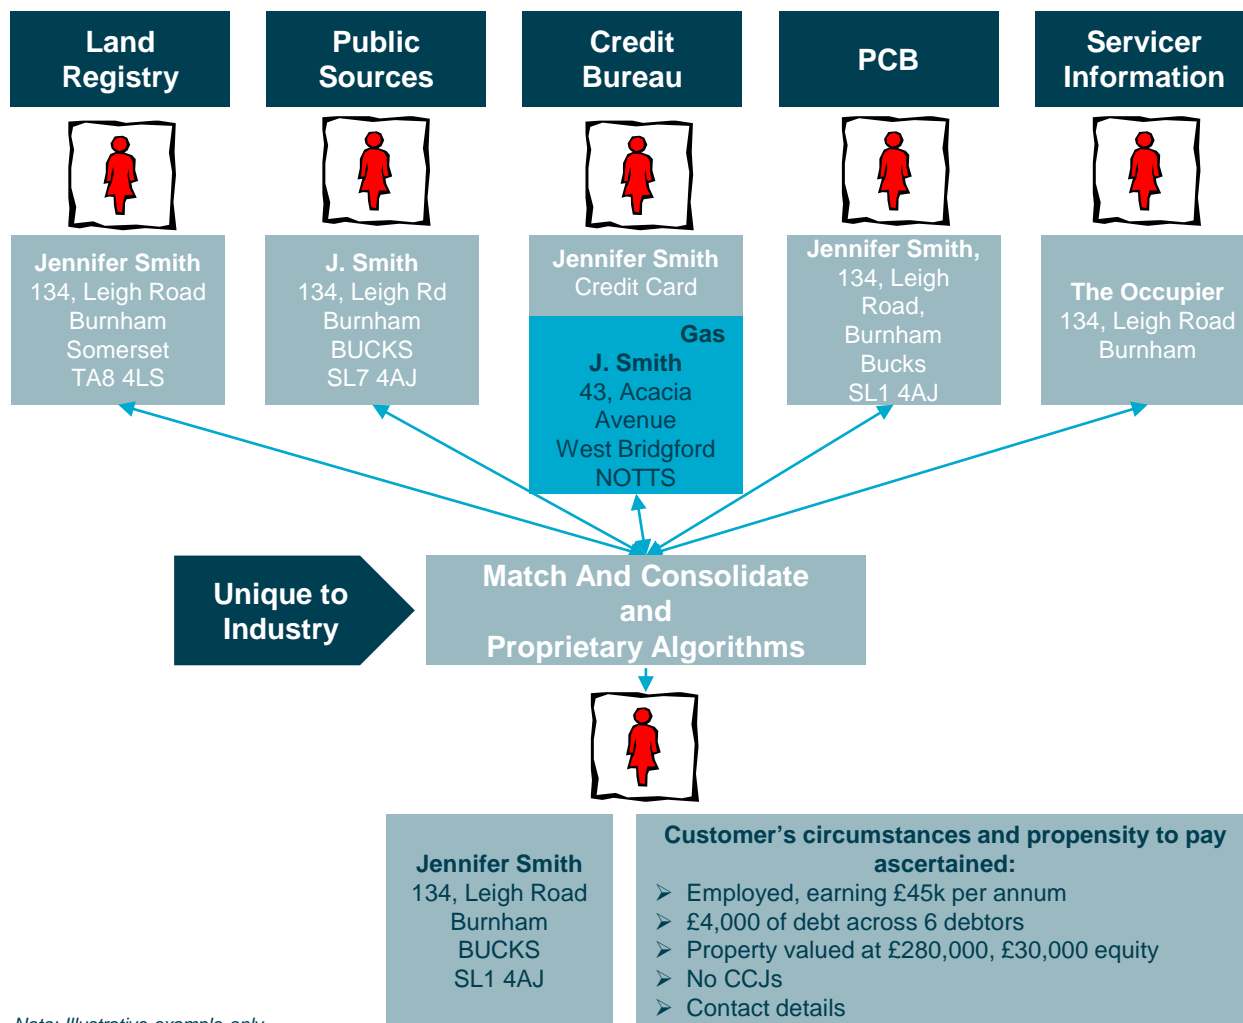 Land
Registry
Public
Sources
Credit
Bureau
PCB
Servicer
Information
Jennifer Smith
134, Leigh Road
Burnham
Somerset
TA8 4LS
J. Smith
134, Leigh Rd
Burnham
BUCKS
SL7 4AJ
Jennifer Smith
Credit Card
Gas
J. Smith
43, Acacia
Avenue
West Bridgford
NOTTS
Jennifer Smith,
134, Leigh
Road,
Burnham
Bucks
SL1 4AJ
The Occupier
134, Leigh Road
Burnham
Unique to
Industry
Match And Consolidate
and
Proprietary Algorithms
Jennifer Smith
134, Leigh Road
Burnham
BUCKS
SL1 4AJ
Customer's circumstances and propensity to pay
ascertained:
➢ Employed, earning £45k per annum
➢ £4,000 of debt across 6 debtors
➢ Property valued at £280,000, £30,000 equity
➢ No CCJs
➢ Contact details
Note: Illustrative example only